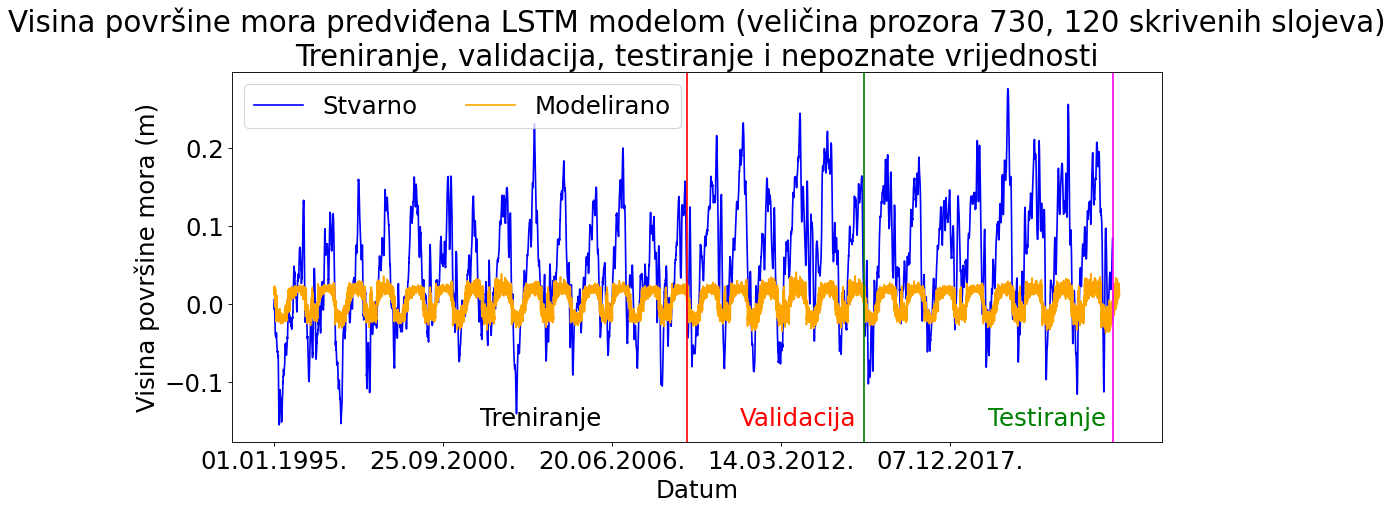 Visina površine mora predviđena LSTM modelom (veličina prozora 730, 120 skrivenih slojeva)
Treniranje, validacija, testiranje i nepoznate vrijednosti
Stvarno Modelirano
Visina površine mora (m)
0.2
0.1
0.0
−0.1
Treniranje Validacija Testiranje
01.01.1995. 25.09.2000. 20.06.2006. 14.03.2012. 07.12.2017.
Datum